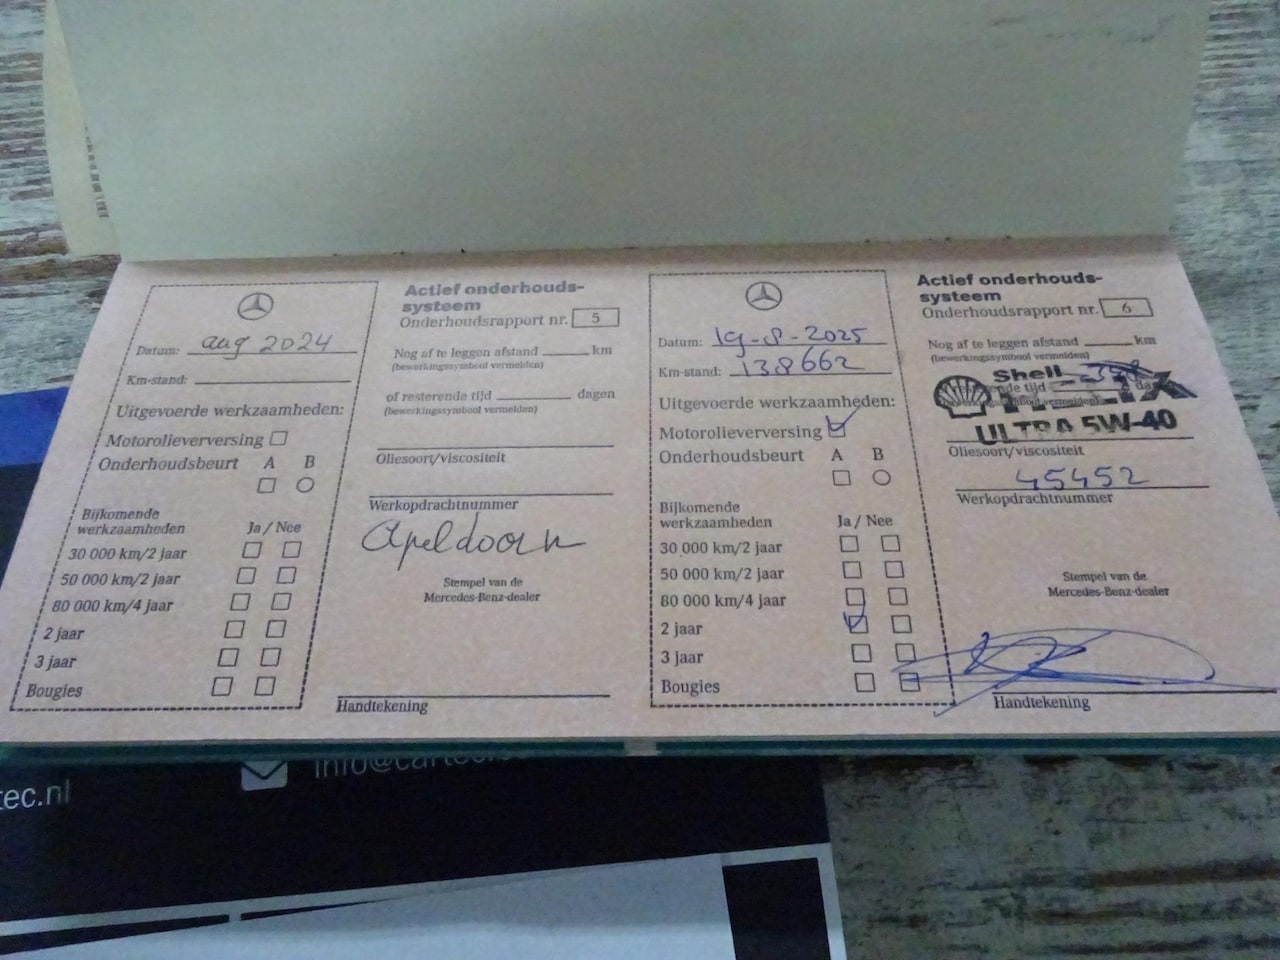 Actief onderhouds-
systeem
Onderhoudsrapport nr. 5
Datum: aug 2024
Nog af te leggen afstand km
(bewerkingssymbool vermelden)
Km-stand:
of resterende tijd dagen
(bewerkingssymbool vermelden)
Uitgevoerde werkzaamheden:
Motorolieverversing
Oliesoort/viscositeit
Onderhoudsbeurt A B
Werkopdrachtnummer
Bijkomende
werkzaamheden Ja / Nee
Apeldoorn
30 000 km/2 jaar
50 000 km/2 jaar
80 000 km/4 jaar
2 jaar
3 jaar
Bougies
Stempel van de
Mercedes-Benz-dealer
Handtekening
Actief onderhouds-
systeem
Onderhoudsrapport nr. 6
Datum: 19-8-2025
Km-stand: 138662
Nog af te leggen afstand km
(bewerkingssymbool vermelden)
Shell
HELIX
ULTRA 5W-40
Uitgevoerde werkzaamheden:
Motorolieverversing
Oliesoort/viscositeit
Onderhoudsbeurt A B
45452
Werkopdrachtnummer
Bijkomende
werkzaamheden Ja / Nee
30 000 km/2 jaar
50 000 km/2 jaar
80 000 km/4 jaar
2 jaar
3 jaar
Bougies
Stempel van de
Mercedes-Benz-dealer
Handtekening
tec.nl